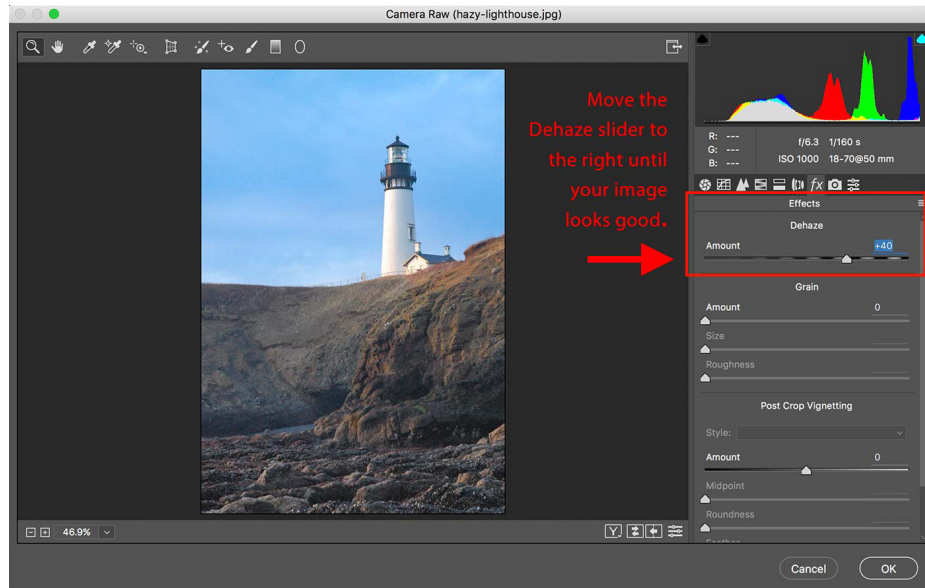 Camera Raw (hazy-lighthouse.jpg)
Move the
Dehaze slider to
the right until
your image
looks good.
R: ---
G: ---
B: ---
f/6.3 1/160 s
ISO 1000 18-70@50 mm
fx
Effects
Dehaze
Amount +40
Grain
Amount 0
Size
Roughness
Post Crop Vignetting
Style:
Amount 0
Midpoint
Roundness
46.9%
Y
Cancel
OK